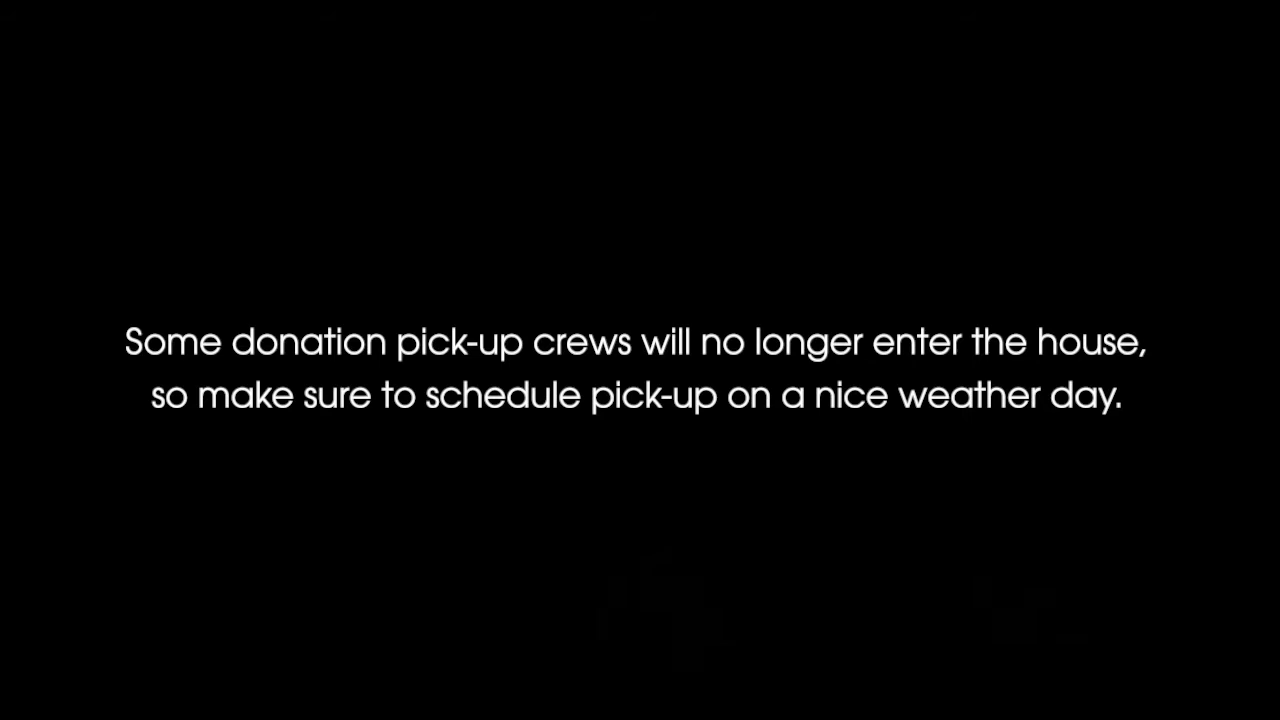 Some donation pick-up crews will no longer enter the house,
so make sure to schedule pick-up on a nice weather day.